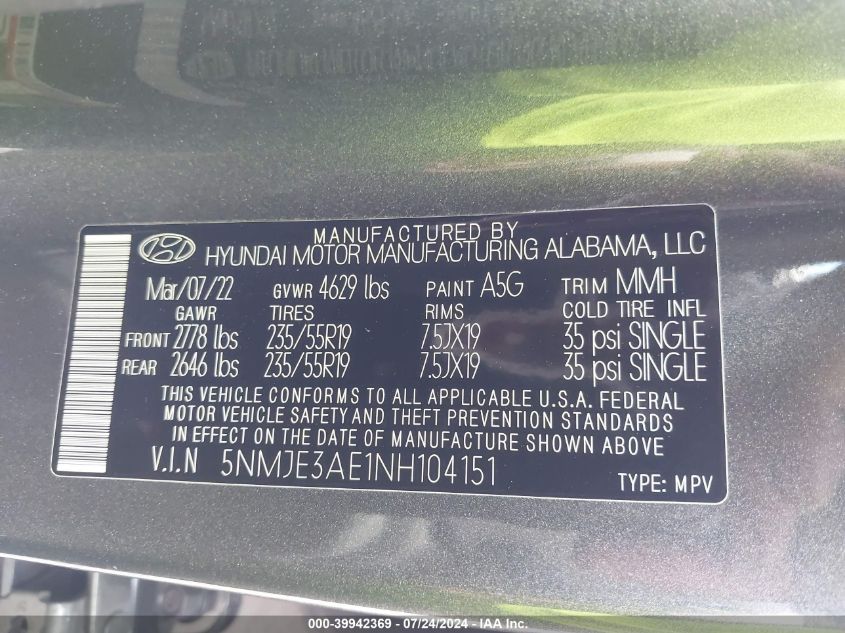 MANUFACTURED BY
HYUNDAI MOTOR MANUFACTURING ALABAMA, LLC
Mar/07/22 GVWR 4629 lbs PAINT A5G TRIM MMH
GAWR TIRES RIMS COLD TIRE INFL
FRONT 2778 lbs 235/55R19 7.5JX19 35 psi SINGLE
REAR 2646 lbs 235/55R19 7.5JX19 35 psi SINGLE
THIS VEHICLE CONFORMS TO ALL APPLICABLE U.S.A. FEDERAL
MOTOR VEHICLE SAFETY AND THEFT PREVENTION STANDARDS
IN EFFECT ON THE DATE OF MANUFACTURE SHOWN ABOVE
V.I.N 5NMJE3AE1NH104151 TYPE: MPV
000-39942369 - 07/24/2024 - IAA Inc.